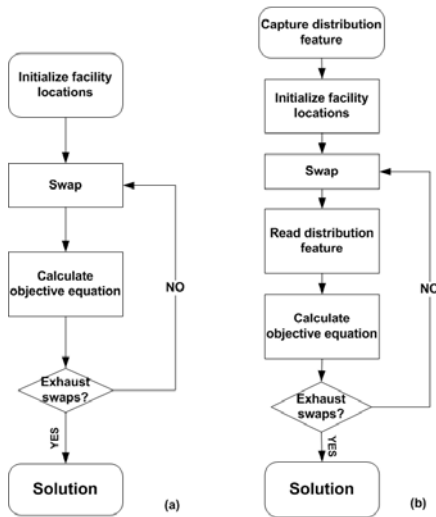 Initialize facility
locations
Swap
Calculate
objective equation
NO
Exhaust
swaps?
YES
Solution
(a)
Capture distribution
feature
Initialize facility
locations
Swap
Read distribution
feature
Calculate
objective equation
NO
Exhaust
swaps?
YES
Solution
(b)